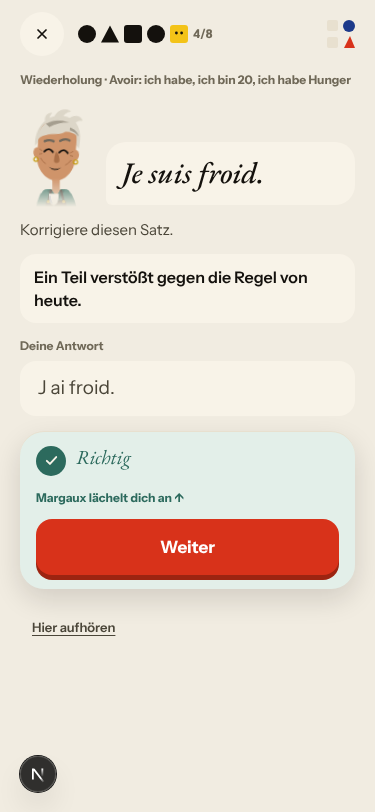 4/8
Wiederholung · Avoir: ich habe, ich bin 20, ich habe Hunger
Je suis froid.
Korrigiere diesen Satz.
Ein Teil verstößt gegen die Regel von
heute.
Deine Antwort
J ai froid.
Richtig
Margaux lächelt dich an ↑
Weiter
Hier aufhören
N